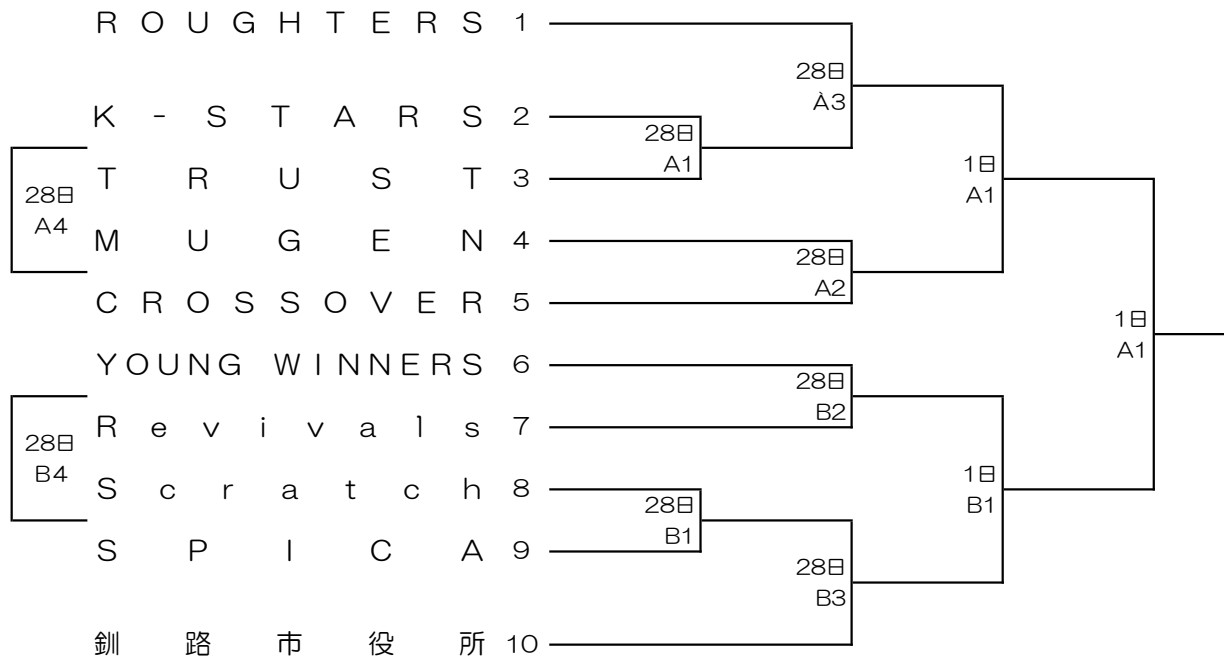 ROUGHTERS 1
28日
À3
K-STARS 2
28日
A1
TRUST 3
28日
A4
1日
A1
MUGEN 4
28日
A2
CROSSOVER 5
1日
A1
YOUNG WINNERS 6
28日
B2
Revivals 7
28日
B4
Scratch 8
28日
B1
1日
B1
SPICA 9
28日
B3
釧路市役所 10